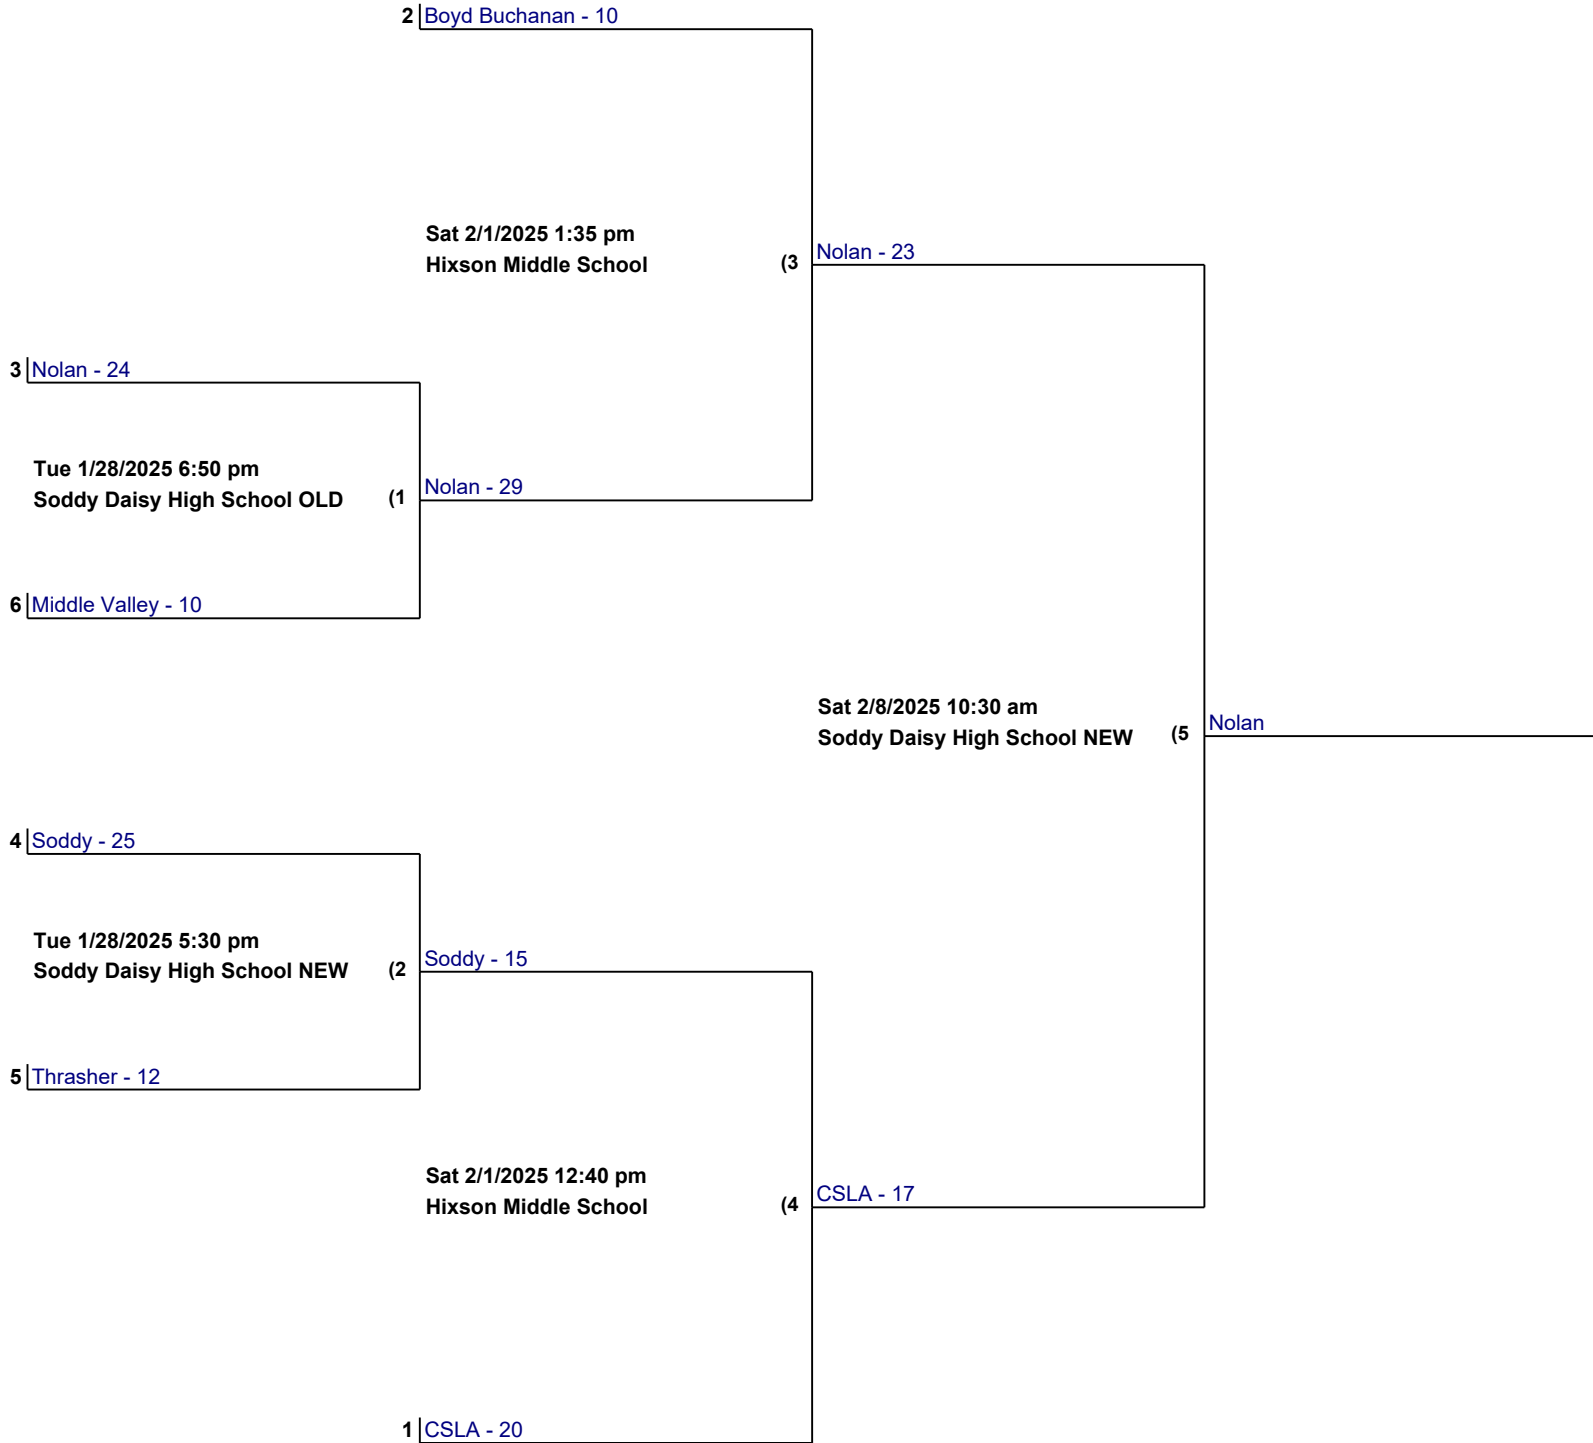 2 Boyd Buchanan - 10
Sat 2/1/2025 1:35 pm
Hixson Middle School (3
Nolan - 23
3 Nolan - 24
Tue 1/28/2025 6:50 pm
Soddy Daisy High School OLD (1
Nolan - 29
6 Middle Valley - 10
Sat 2/8/2025 10:30 am
Soddy Daisy High School NEW (5
Nolan
4 Soddy - 25
Tue 1/28/2025 5:30 pm
Soddy Daisy High School NEW (2
Soddy - 15
5 Thrasher - 12
Sat 2/1/2025 12:40 pm
Hixson Middle School (4
CSLA - 17
1 CSLA - 20